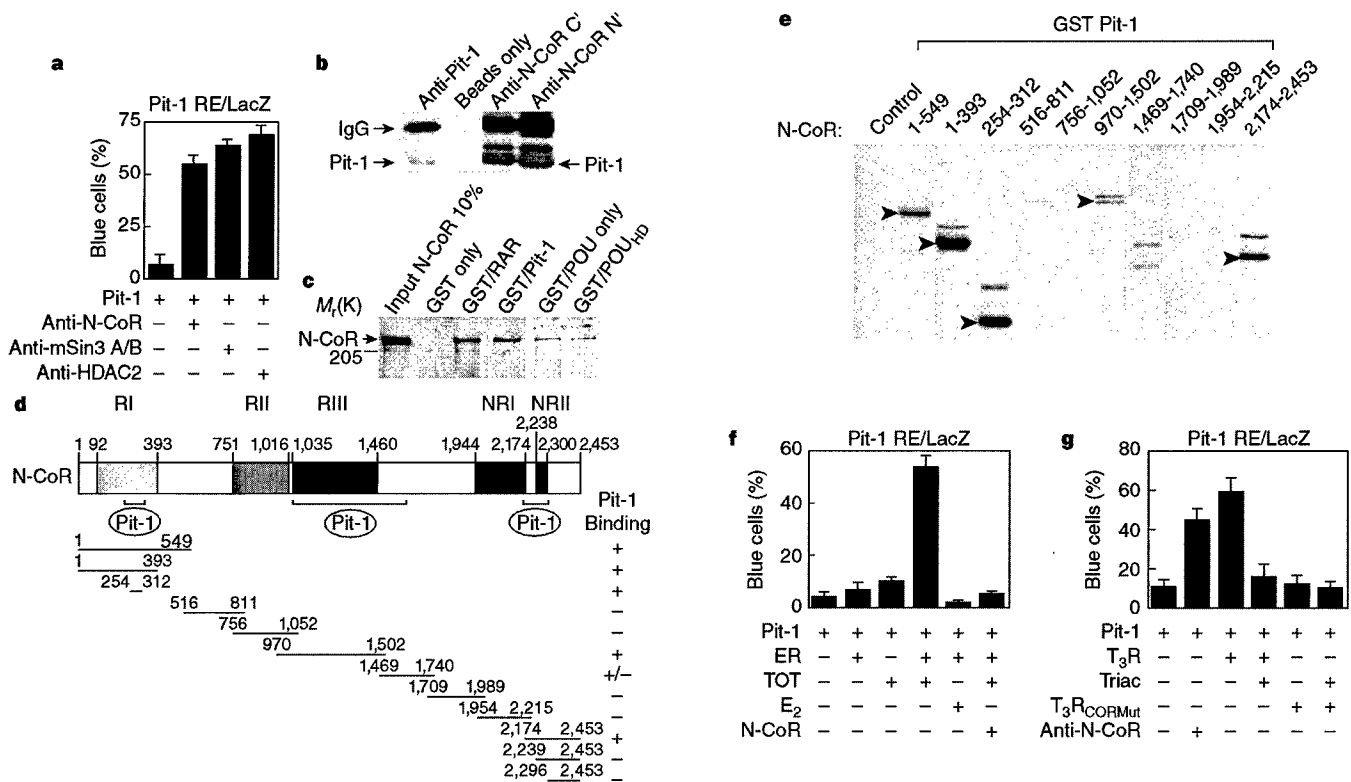 a
Pit-1 RE/LacZ
Blue cells (%)
75
50
25
0
Pit-1 + + + +
Anti-N-CoR – + – –
Anti-mSin3 A/B – – + –
Anti-HDAC2 – – – +
b
Anti-Pit-1
Beads only
Anti-N-CoR C'
Anti-N-CoR N'
IgG
Pit-1
Pit-1
c
Input N-CoR 10%
GST only
GST/RAR
GST/Pit-1
GST/POU only
GST/POUHD
Mr(K)
N-CoR
205
d
RI RII RIII NRI NRII
2,238
1 92 393 751 1,016 1,035 1,460 1,944 2,174 2,300 2,453
N-CoR
Pit-1 Pit-1 Pit-1
Pit-1
Binding
1 549 +
1 393 +
254 312 +
516 811 –
756 1,052 –
970 1,502 +
1,469 1,740 +/–
1,709 1,989 –
1,954 2,215 –
2,174 2,453 +
2,239 2,453 –
2,296 2,453 –
e
GST Pit-1
N-CoR:
Control
1-549
1-393
254-312
516-811
756-1,052
970-1,502
1,469-1,740
1,709-1,989
1,954-2,215
2,174-2,453
f
Pit-1 RE/LacZ
Blue cells (%)
60
40
20
0
Pit-1 + + + + + +
ER – + – + + +
TOT – – + + – +
E2 – – – – + –
N-CoR – – – – – +
g
Pit-1 RE/LacZ
Blue cells (%)
80
60
40
20
0
Pit-1 + + + + + +
T3R – – + + – –
Triac – – – + – +
T3RCORMut – – – – + +
Anti-N-CoR – + – – – –